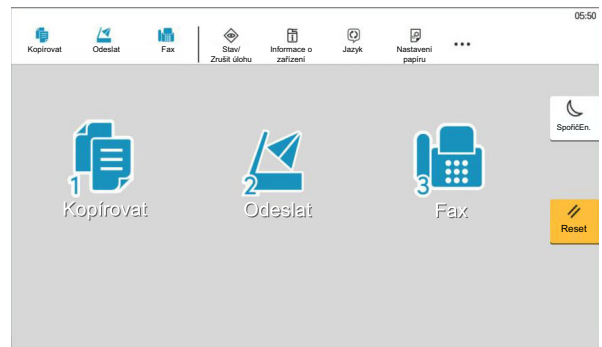 05:50
Kopírovat
Odeslat
Fax
Stav/
Zrušit úlohu
Informace o
zařízení
Jazyk
Nastavení
papíru
SpořičEn.
1
Kopírovat
2
Odeslat
3
Fax
Reset